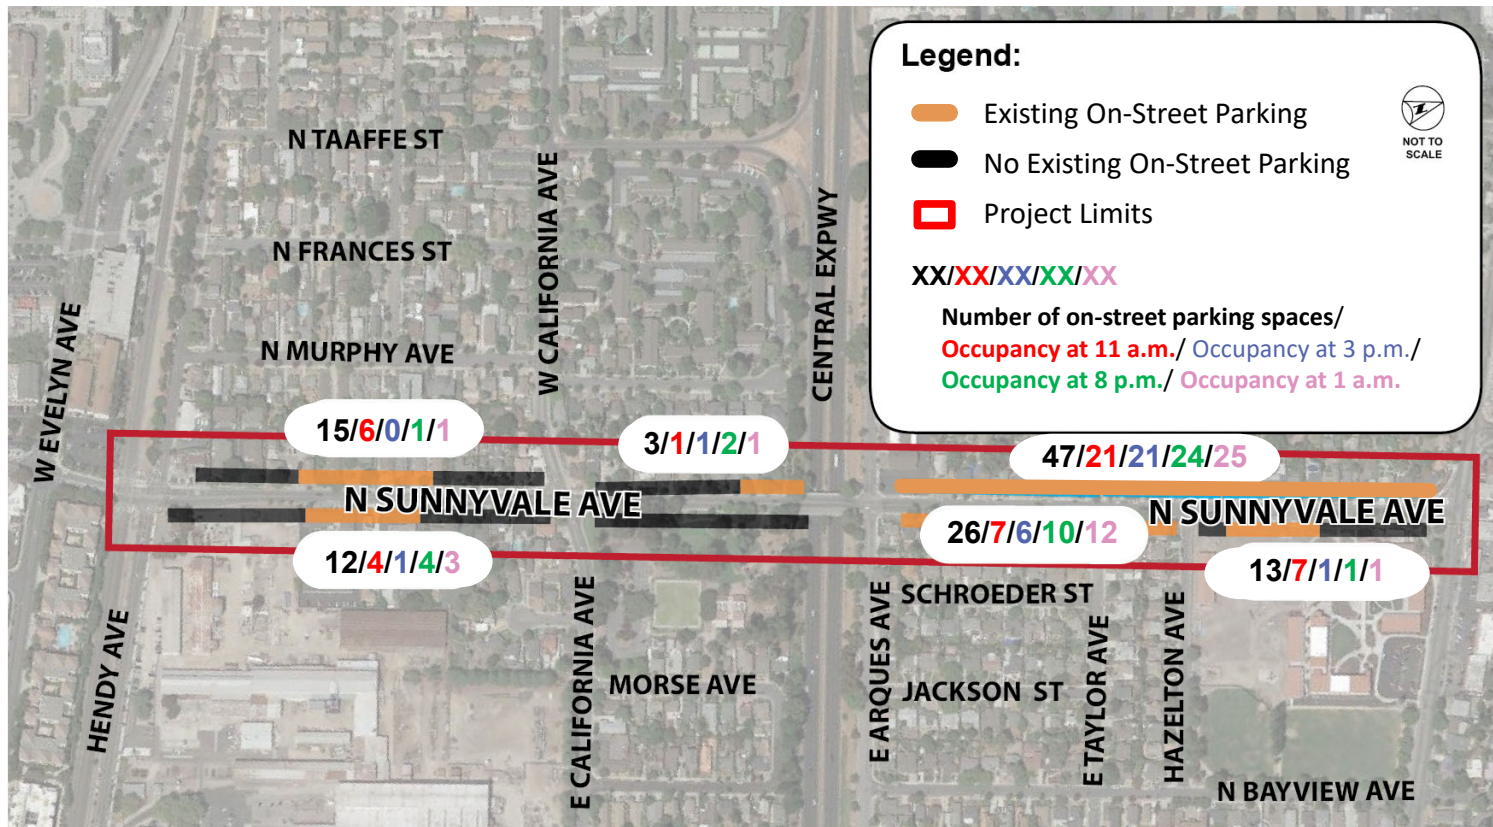 Legend:
Existing On-Street Parking
No Existing On-Street Parking
Project Limits
NOT TO
SCALE
XX/XX/XX/XX/XX
Number of on-street parking spaces/
Occupancy at 11 a.m./ Occupancy at 3 p.m./
Occupancy at 8 p.m./ Occupancy at 1 a.m.
N TAAFFE ST
N FRANCES ST
N MURPHY AVE
W EVELYN AVE
W CALIFORNIA AVE
CENTRAL EXPWY
15/6/0/1/1
3/1/1/2/1
47/21/21/24/25
N SUNNYVALE AVE
N SUNNYVALE AVE
12/4/1/4/3
26/7/6/10/12
13/7/1/1/1
HENDY AVE
E CALIFORNIA AVE
MORSE AVE
E ARQUES AVE
SCHROEDER ST
JACKSON ST
E TAYLOR AVE
HAZELTON AVE
N BAYVIEW AVE